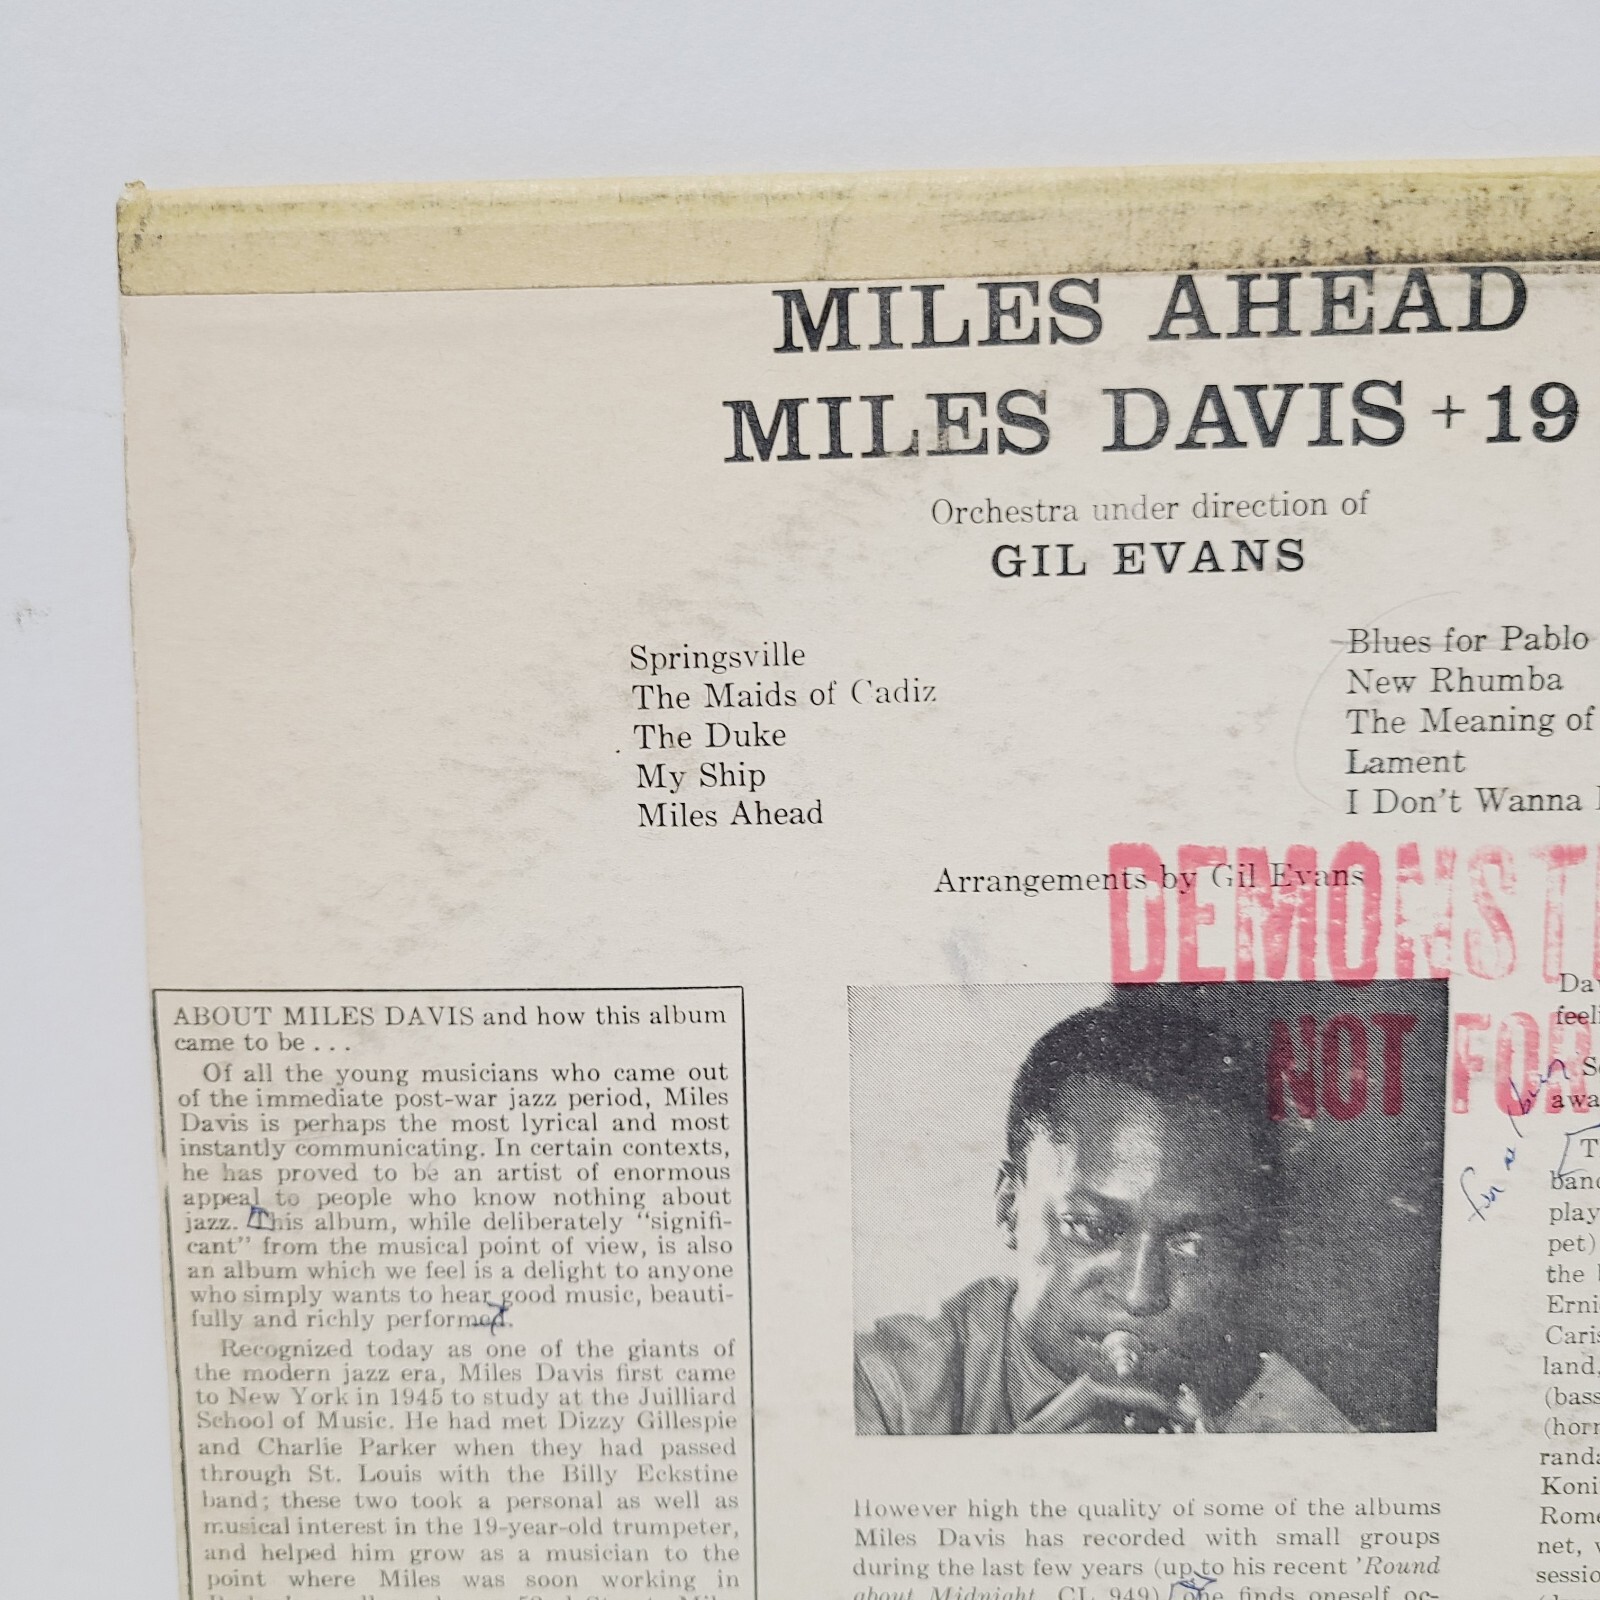 MILES AHEAD
MILES DAVIS + 19
Orchestra under direction of
GIL EVANS
Springsville
The Maids of Cadiz
The Duke
My Ship
Miles Ahead
Blues for Pablo
New Rhumba
The Meaning of
Lament
I Don't Wanna
Arrangements by Gil Evans
DEMONST
NOT FOR
ABOUT MILES DAVIS and how this album
came to be . . .
Of all the young musicians who came out
of the immediate post-war jazz period, Miles
Davis is perhaps the most lyrical and most
instantly communicating. In certain contexts,
he has proved to be an artist of enormous
appeal to people who know nothing about
jazz. This album, while deliberately "signifi-
cant" from the musical point of view, is also
an album which we feel is a delight to anyone
who simply wants to hear good music, beauti-
fully and richly performed.
Recognized today as one of the giants of
the modern jazz era, Miles Davis first came
to New York in 1945 to study at the Juilliard
School of Music. He had met Dizzy Gillespie
and Charlie Parker when they had passed
through St. Louis with the Billy Eckstine
band; these two took a personal as well as
musical interest in the 19-year-old trumpeter,
and helped him grow as a musician to the
point where Miles was soon working in
However high the quality of some of the albums
Miles Davis has recorded with small groups
during the last few years (up to his recent 'Round
about Midnight, CL 949) one finds oneself oc-
Dav
feeli
So
awa
T
band
play
pet)
the
Erni
Caris
land,
(bass
(horn
randa
Koni
Rome
net, w
sessio